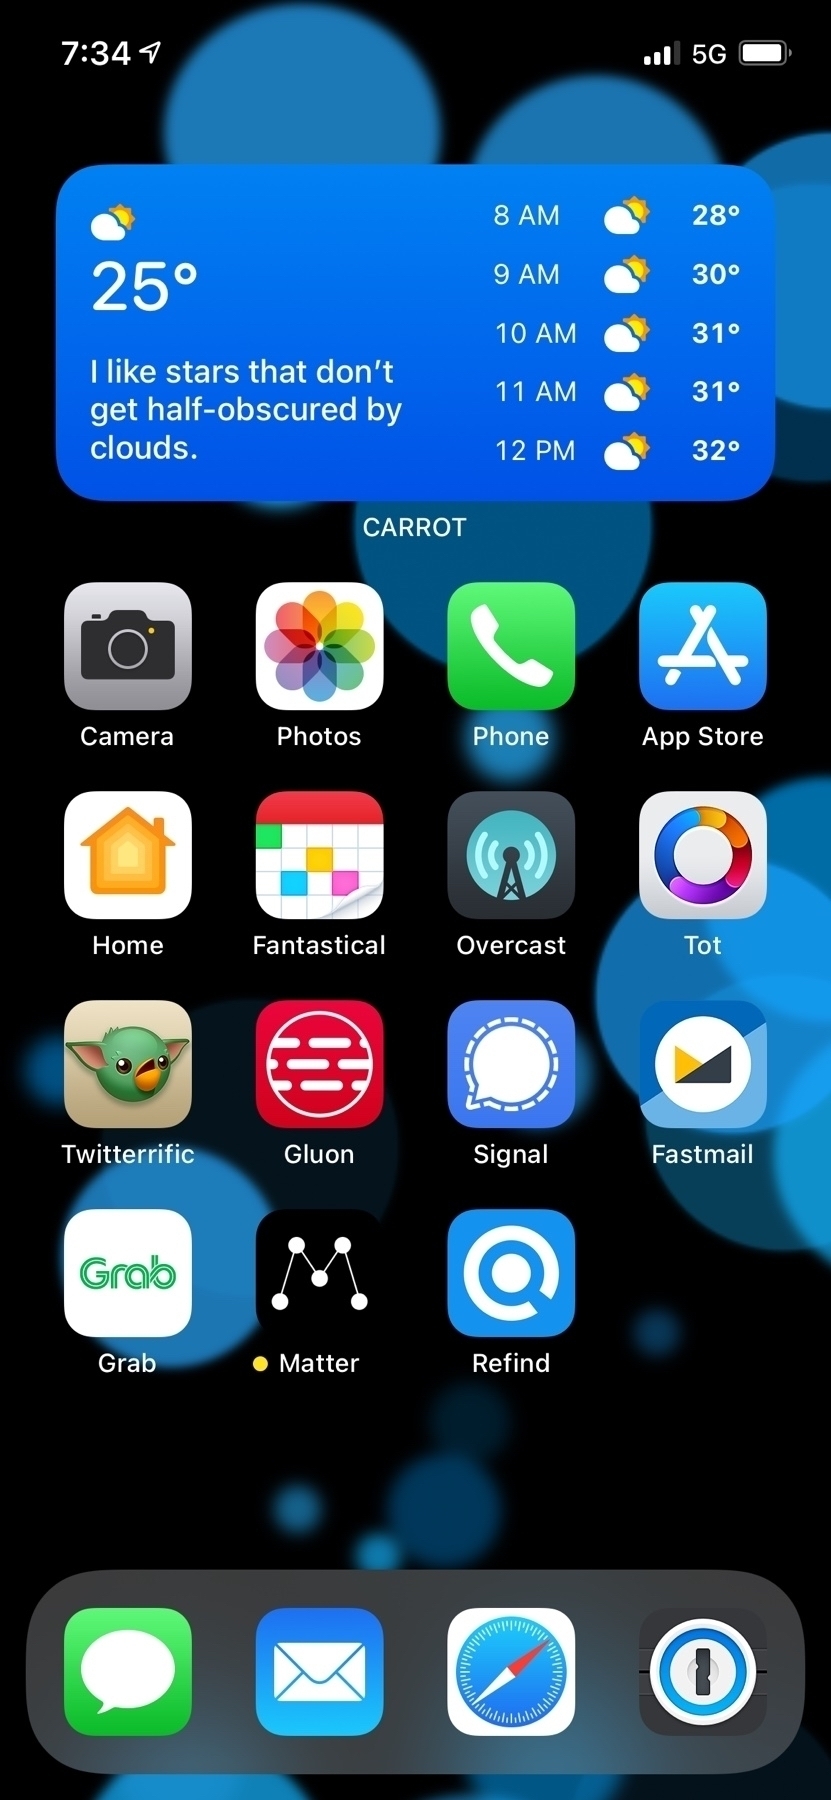 7:34 5G
25°
I like stars that don’t
get half-obscured by
clouds.
8 AM 28°
9 AM 30°
10 AM 31°
11 AM 31°
12 PM 32°
CARROT
Camera Photos Phone App Store
Home Fantastical Overcast Tot
Twitterrific Gluon Signal Fastmail
Grab
Grab Matter Refind